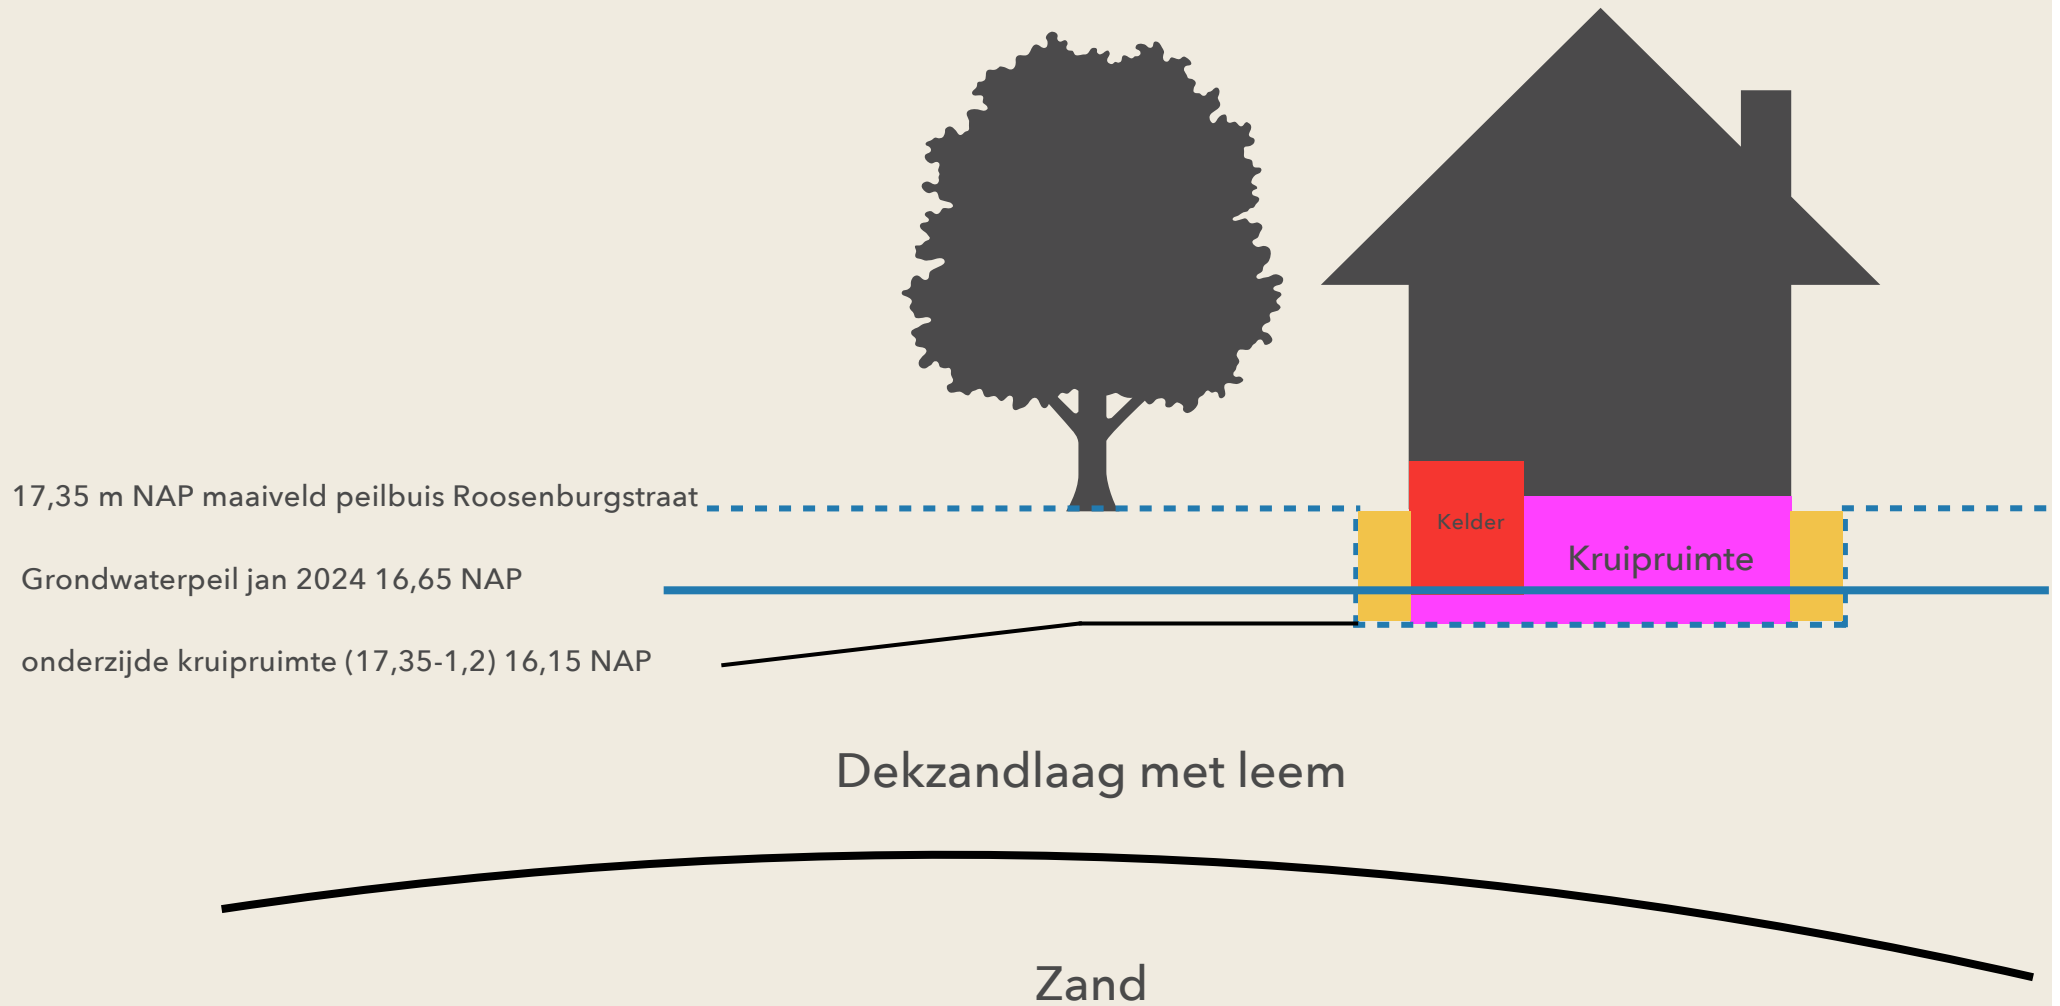 17,35 m NAP maaiveld peilbuis Roosenburgstraat
Kelder
Kruipruimte
Grondwaterpeil jan 2024 16,65 NAP
onderzijde kruipruimte (17,35-1,2) 16,15 NAP
Dekzandlaag met leem
Zand